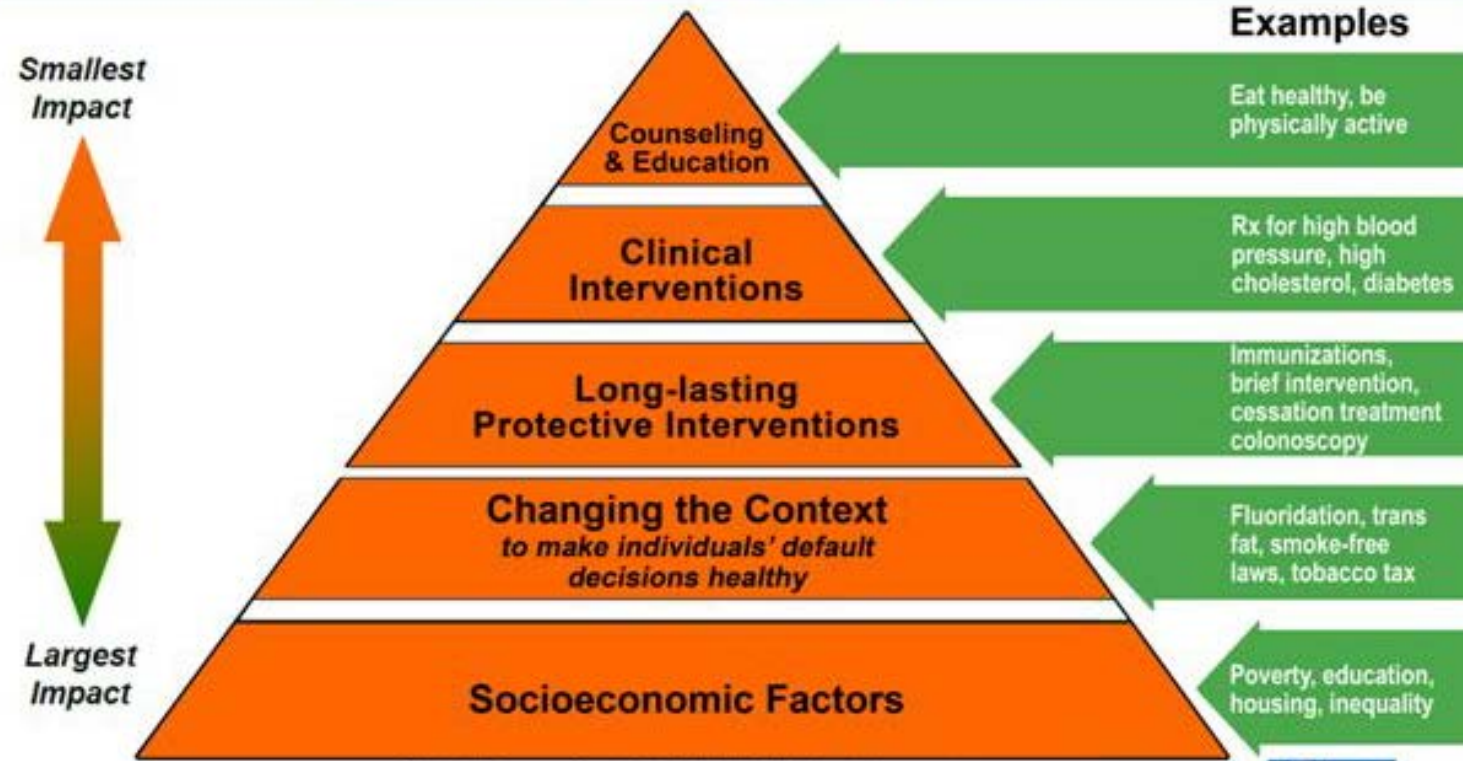 Examples
Smallest
Impact
Counseling
& Education
Eat healthy, be
physically active
Clinical
Interventions
Rx for high blood
pressure, high
cholesterol, diabetes
Long-lasting
Protective Interventions
Immunizations,
brief intervention,
cessation treatment
colonoscopy
Changing the Context
to make individuals' default
decisions healthy
Fluoridation, trans
fat, smoke-free
laws, tobacco tax
Largest
Impact
Socioeconomic Factors
Poverty, education,
housing, inequality